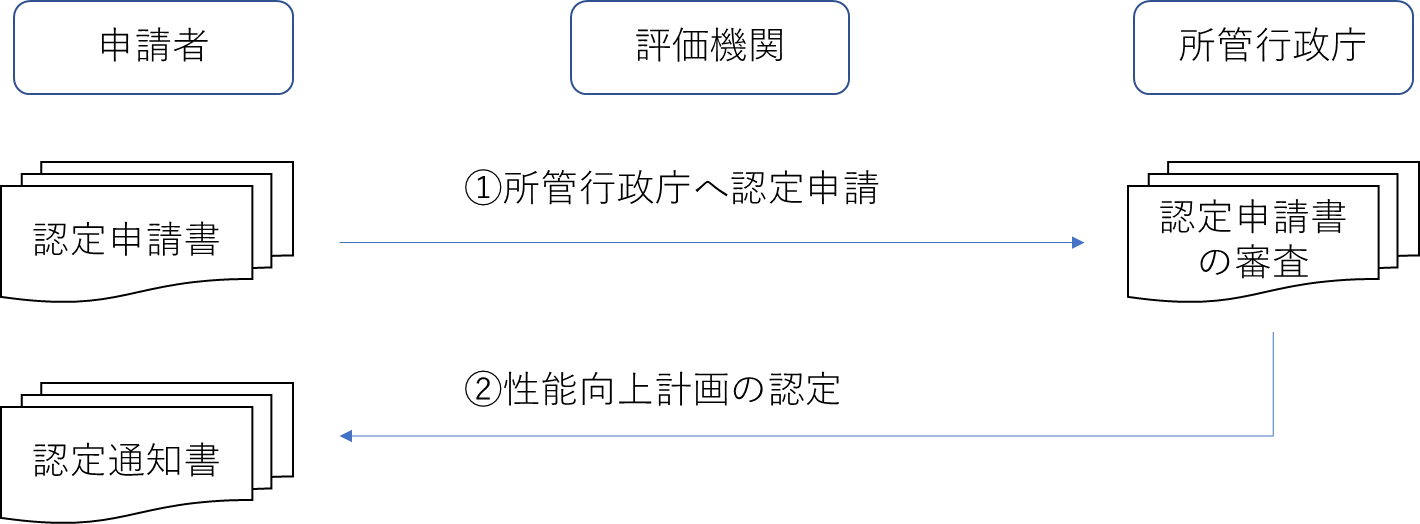 申請者
評価機関
所管行政庁
①所管行政庁へ認定申請
認定申請書
認定申請書
の審査
②性能向上計画の認定
認定通知書